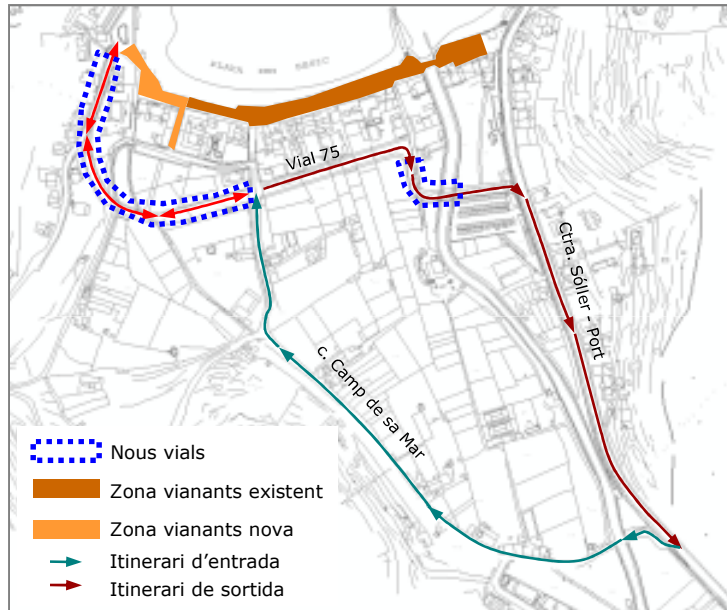 Vial 75
Ctra. Sóller - Port
c. Camp de sa Mar
Nous vials
Zona vianants existent
Zona vianants nova
Itinerari d'entrada
Itinerari de sortida